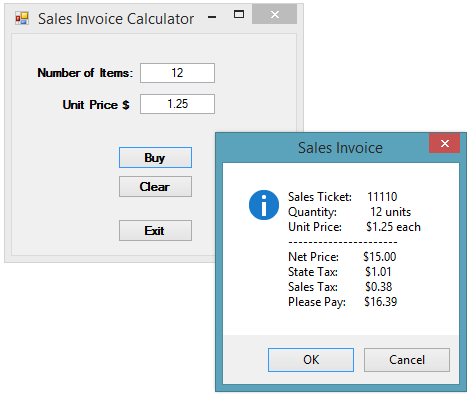 Sales Invoice Calculator
Number of Items: 12
Unit Price $ 1.25
Buy
Clear
Exit
Sales Invoice
Sales Ticket: 11110
Quantity: 12 units
Unit Price: $1.25 each
----------------------
Net Price: $15.00
State Tax: $1.01
Sales Tax: $0.38
Please Pay: $16.39
OK Cancel